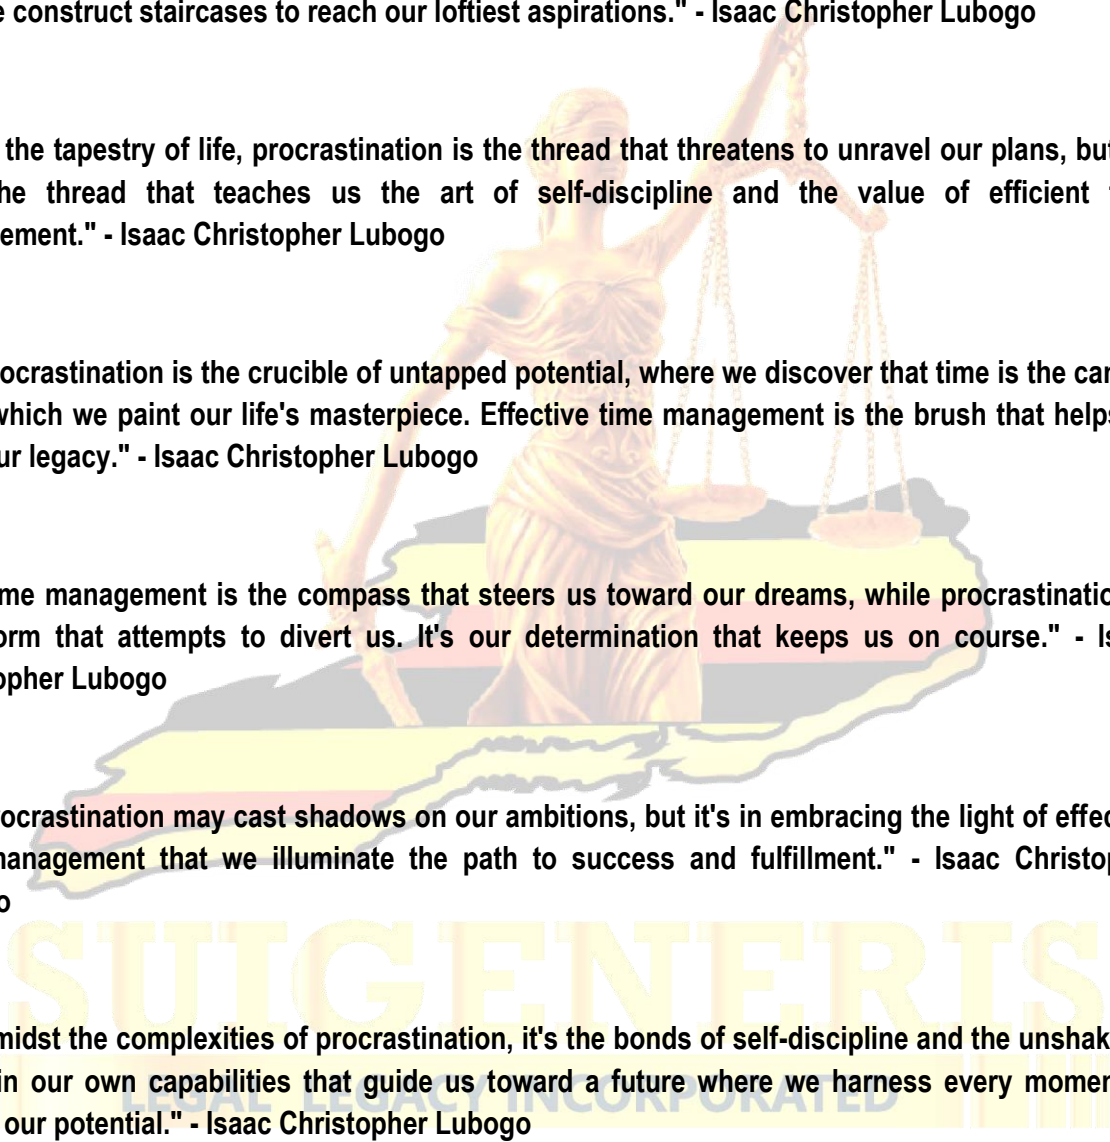 e construct staircases to reach our loftiest aspirations." - Isaac Christopher Lubogo
the tapestry of life, procrastination is the thread that threatens to unravel our plans, but
he thread that teaches us the art of self-discipline and the value of efficient
ement." - Isaac Christopher Lubogo
ocrastination is the crucible of untapped potential, where we discover that time is the can
which we paint our life's masterpiece. Effective time management is the brush that helps
ur legacy." - Isaac Christopher Lubogo
me management is the compass that steers us toward our dreams, while procrastinatio
orm that attempts to divert us. It's our determination that keeps us on course." - Is
opher Lubogo
rocrastination may cast shadows on our ambitions, but it's in embracing the light of effec
management that we illuminate the path to success and fulfillment." - Isaac Christop
o
SUIGENERIS
midst the complexities of procrastination, it's the bonds of self-discipline and the unshak
in our own capabilities that guide us toward a future where we harness every momen
LEGAL LEGACY INCORPORATED
our potential." - Isaac Christopher Lubogo